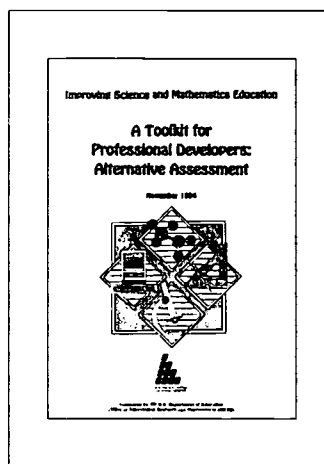 Improving Science and Mathematics Education
A Toolkit for
Professional Developers:
Alternative Assessment
November 1994